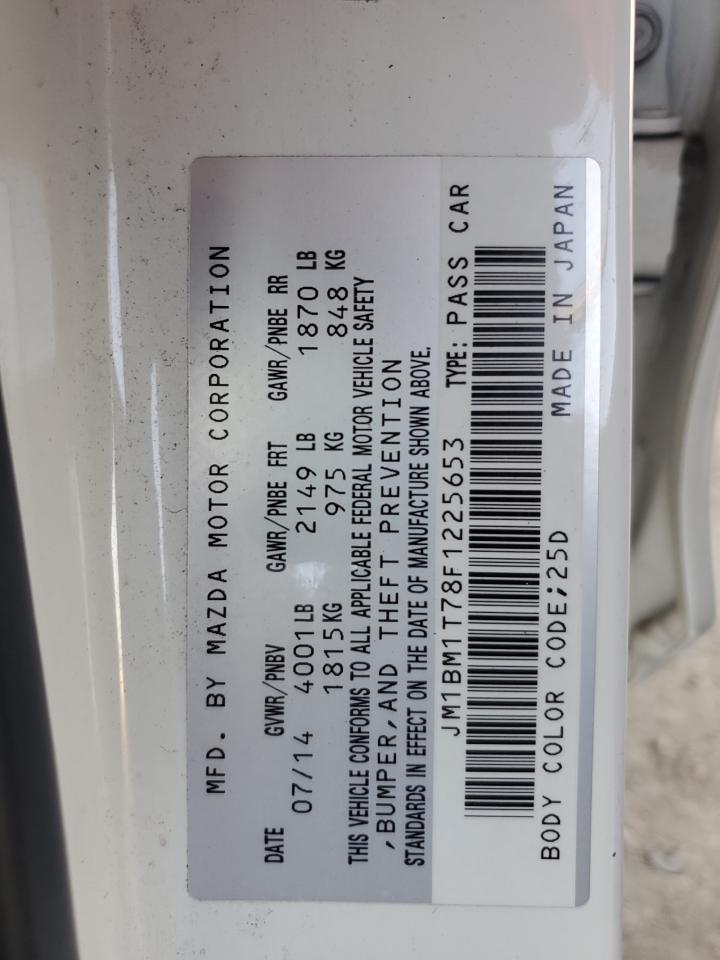 MFD. BY MAZDA MOTOR CORPORATION
DATE GVWR/PNBV GAWR/PNBE FRT GAWR/PNBE RR
07/14 4001LB 2149 LB 1870 LB
1815KG 975 KG 848 KG
THIS VEHICLE CONFORMS TO ALL APPLICABLE FEDERAL MOTOR VEHICLE SAFETY
,BUMPER,AND THEFT PREVENTION
STANDARDS IN EFFECT ON THE DATE OF MANUFACTURE SHOWN ABOVE.
JM1BM1T78F1225653 TYPE: PASS CAR
BODY COLOR CODE;25D MADE IN JAPAN